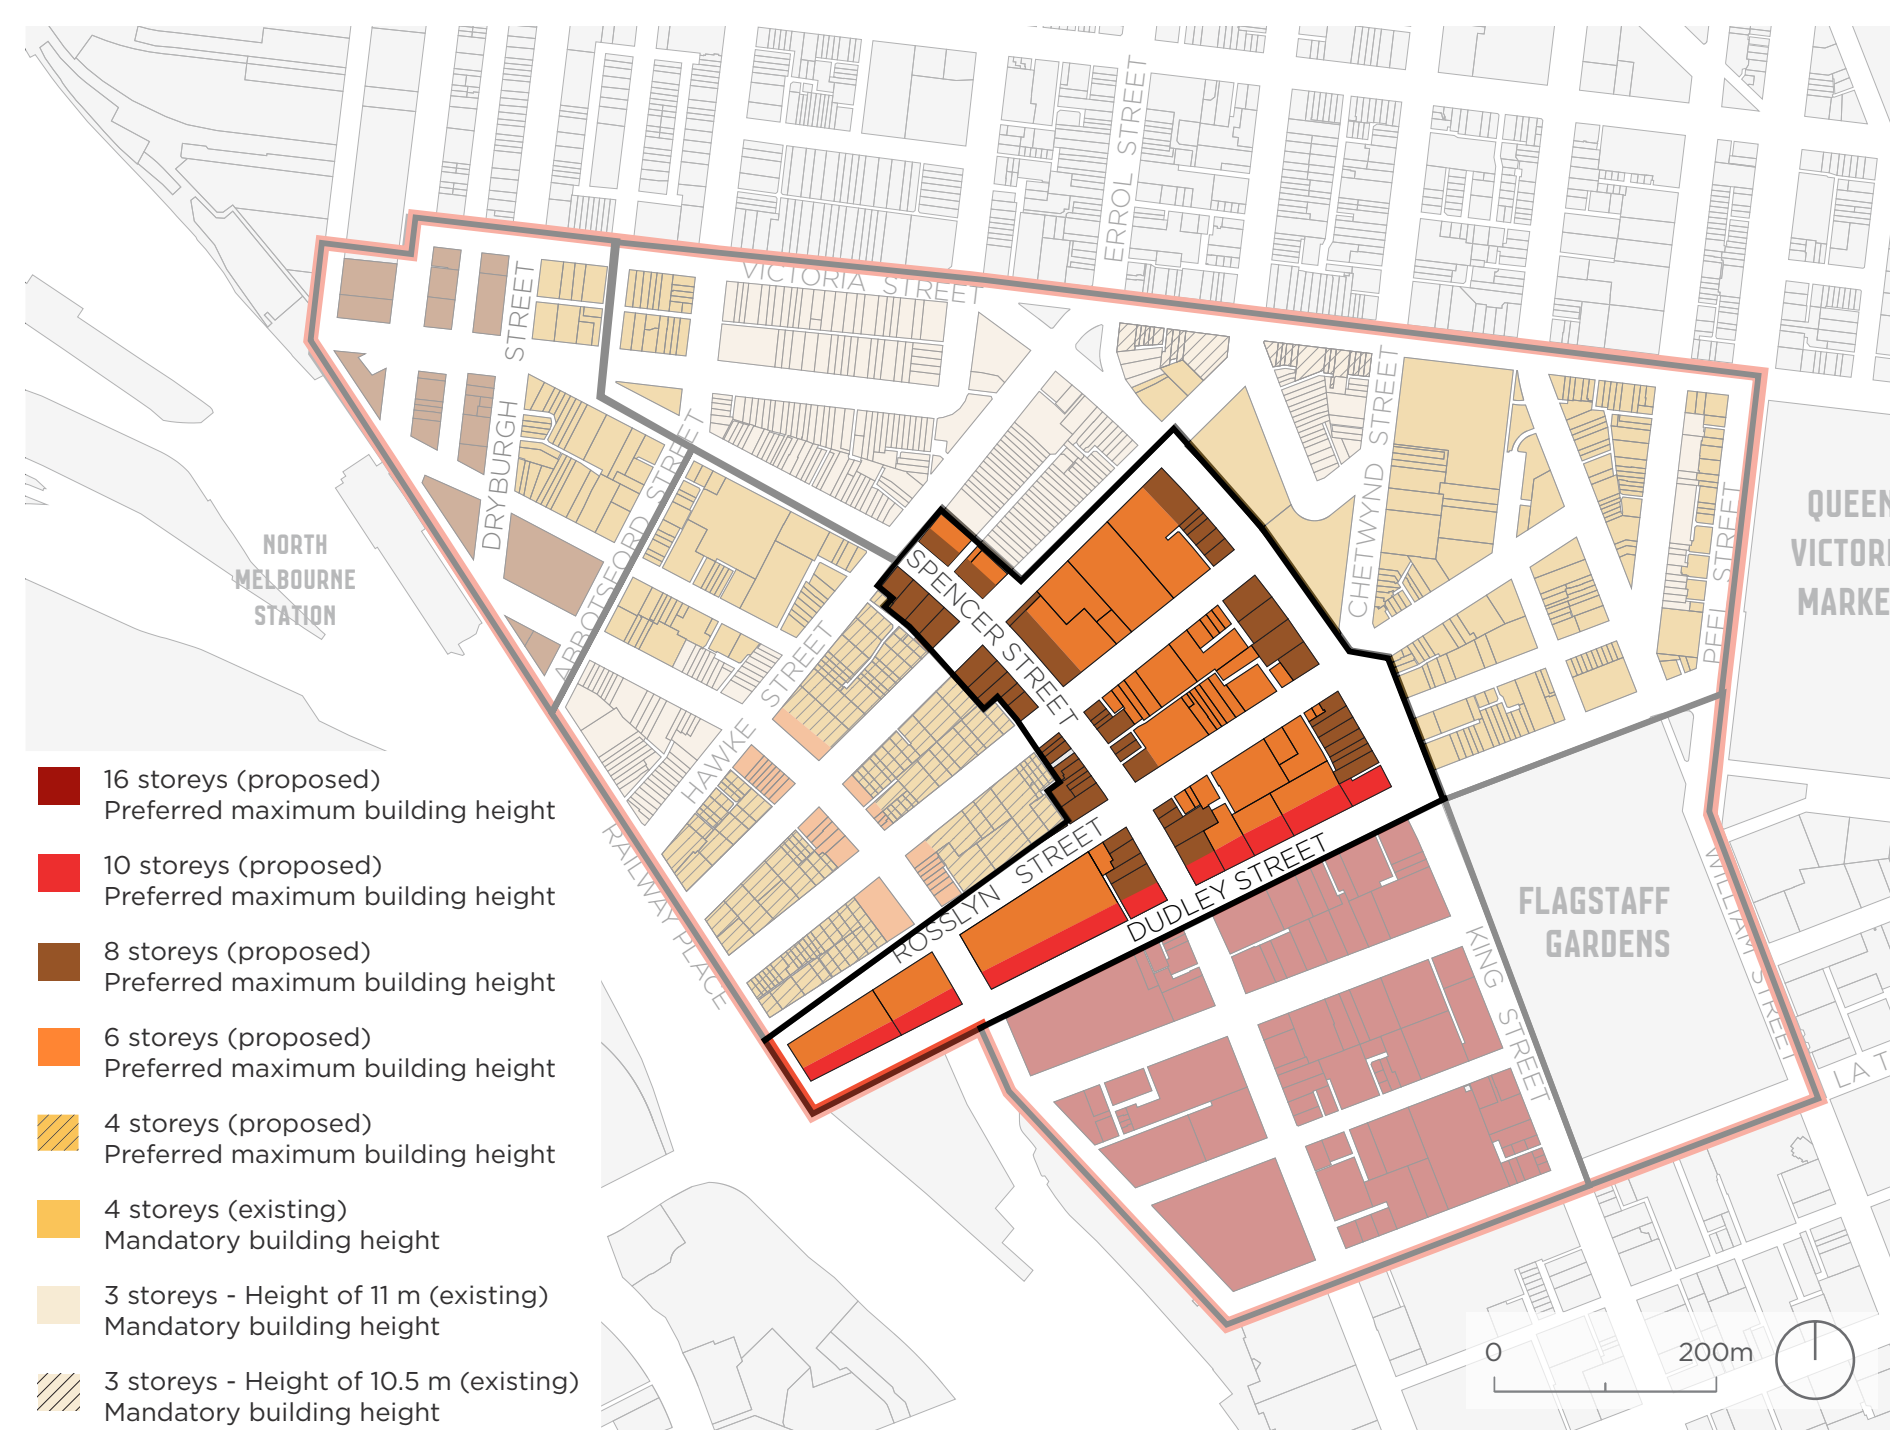 ERROL STREET
VICTORIA STREET
DRYBURGH STREET
ABBOTSFORD STREET
CHETWYND STREET
PEEL STREET
QUEEN
VICTORI
MARKE
NORTH
MELBOURNE
STATION
SPENCER STREET
HAWKE STREET
RAILWAY PLACE
ROSSLYN STREET
DUDLEY STREET
KING STREET
WILLIAM STREET
FLAGSTAFF
GARDENS
LA T
16 storeys (proposed)
Preferred maximum building height
10 storeys (proposed)
Preferred maximum building height
8 storeys (proposed)
Preferred maximum building height
6 storeys (proposed)
Preferred maximum building height
4 storeys (proposed)
Preferred maximum building height
4 storeys (existing)
Mandatory building height
3 storeys - Height of 11 m (existing)
Mandatory building height
3 storeys - Height of 10.5 m (existing)
Mandatory building height
0 200m